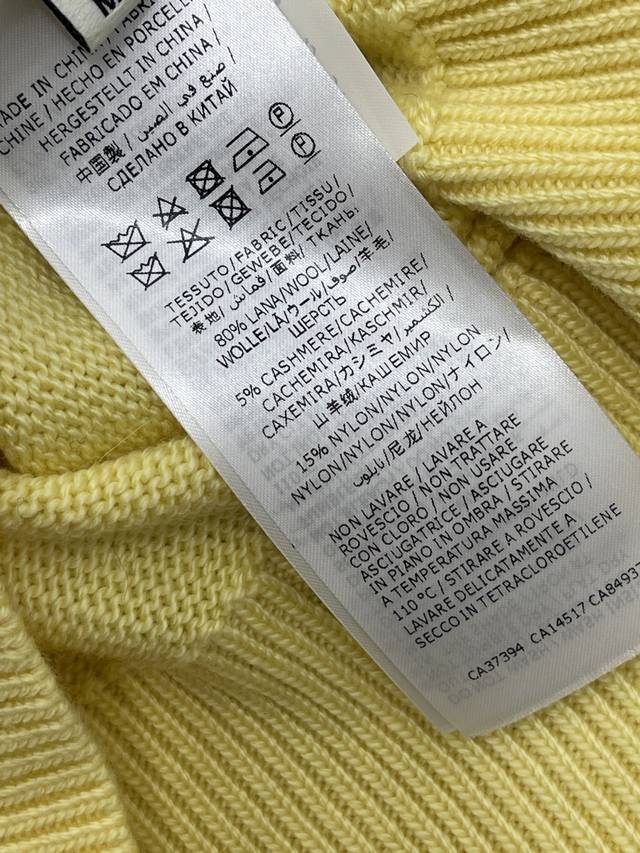 MADE IN CHINA/
CHINE / HECHO EN
HERGESTELLT IN CHINA/
FABRICADO EM CHINA/
中国製/ صنع في الصين/
СДЕЛАНО В КИТАЙ
P
P
TESSUTO/FABRIC/TISSU/
TEJIDO/GEWEBE/TECIDO/
表地/قماش/面料/ ТКАНЬ:
80% LANA/WOOL/LAINE/
WOLLE/LÃ/ウール/صوف/羊毛/
ШЕРСТЬ
5% CASHMERE/CACHEMIRE/
CACHEMIRA/KASCHMIR/
CAXEMIRA/カシミヤ/الكشمير/
山羊绒/КАШЕМИР
15% NYLON/NYLON/NYLON
NYLON/NYLON/NYLON/ナイロン/
نايلون/尼龙/НЕЙЛОН
NON LAVARE / LAVARE A
ROVESCIO / NON TRATTARE
CON CLORO / NON USARE
ASCIUGATRICE / ASCIUGARE
IN PIANO IN OMBRA / STIRARE
A TEMPERATURA MASSIMA
110 °C / STIRARE A ROVESCIO /
LAVARE DELICATAMENTE A
SECCO IN TETRACLOROETILENE
CA37394 CA14517 CA84937